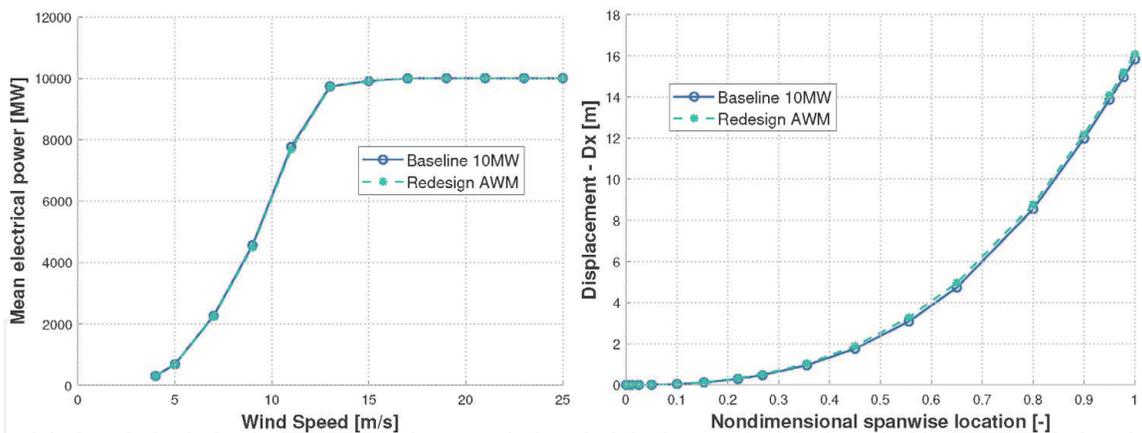 12000
10000
8000
6000
4000
2000
0
Mean electrical power [MW]
Baseline 10MW
Redesign AWM
0 5 10 15 20 25
Wind Speed [m/s]
18
16
14
12
10
8
6
4
2
0
Displacement - Dx [m]
Baseline 10MW
Redesign AWM
0 0.1 0.2 0.3 0.4 0.5 0.6 0.7 0.8 0.9 1
Nondimensional spanwise location [-]